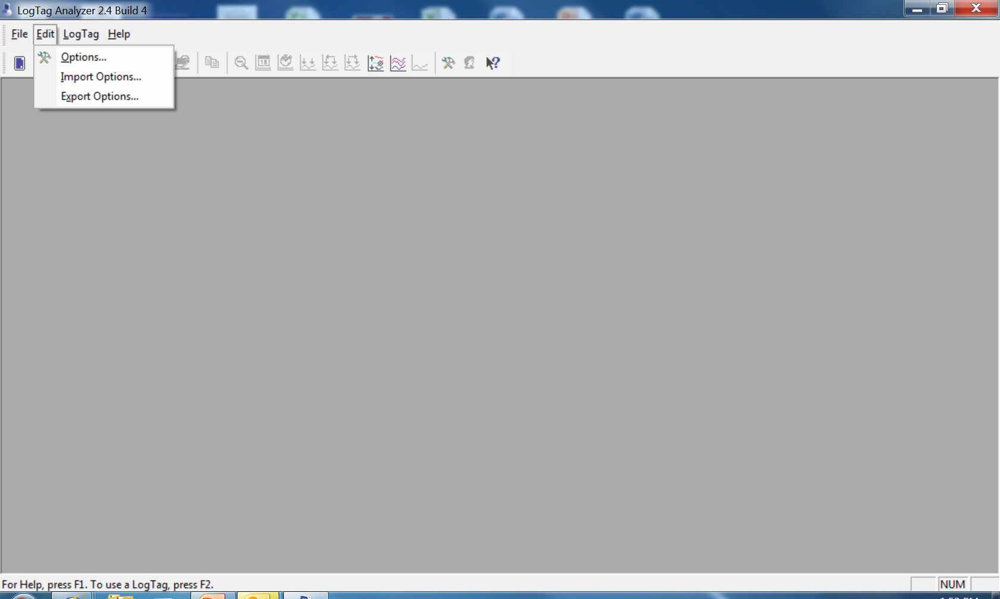 LogTag Analyzer 2.4 Build 4
File Edit LogTag Help
Options...
Import Options...
Export Options...
15
For Help, press F1. To use a LogTag, press F2.
NUM